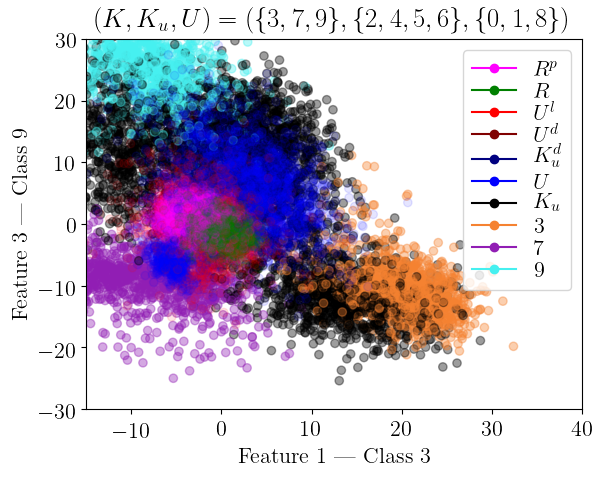 (K, K_u, U) = ({3, 7, 9}, {2, 4, 5, 6}, {0, 1, 8})
30
20
10
0
−10
−20
−30
Feature 3 — Class 9
R^p
R
U^l
U^d
K_u^d
U
K_u
3
7
9
−10
0
10
20
30
40
Feature 1 — Class 3